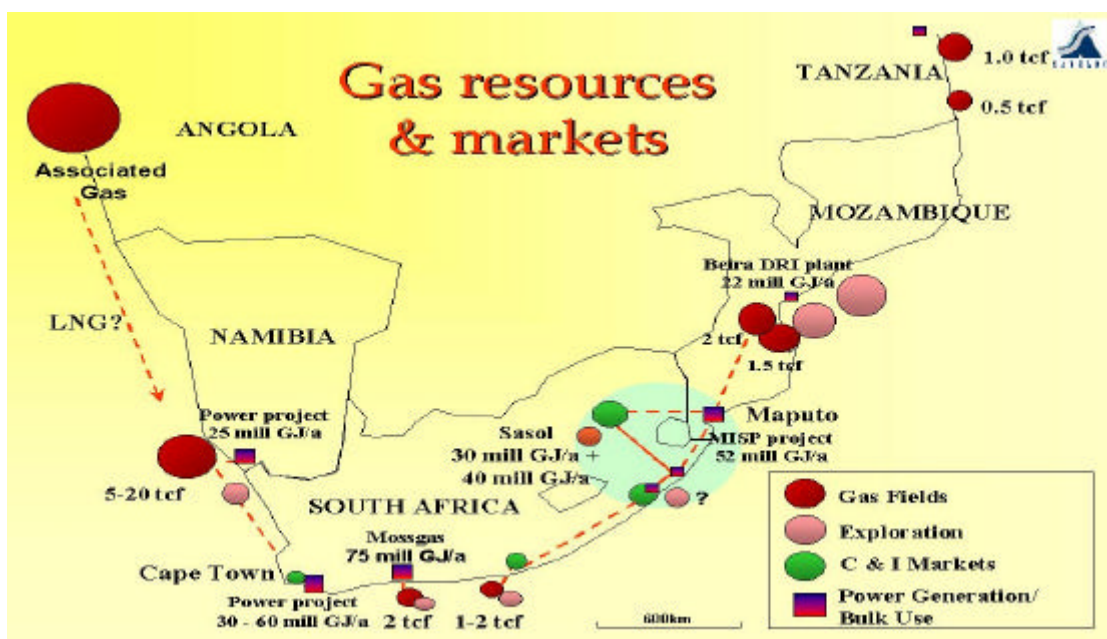 Gas resources
& markets
TANZANIA
1.0 tcf
0.5 tcf
ANGOLA
Associated
Gas
MOZAMBIQUE
Beira DRI plant
22 mill GJ/a
LNG?
NAMIBIA
2 tcf
1.5 tcf
Power project
25 mill GJ/a
Maputo
MISP project
52 mill GJ/a
Sasol
30 mill GJ/a +
40 mill GJ/a
5-20 tcf
?
SOUTH AFRICA
Mossgas
75 mill GJ/a
Cape Town
Power project
30 - 60 mill GJ/a
2 tcf
1-2 tcf
600km
Gas Fields
Exploration
C & I Markets
Power Generation/
Bulk Use